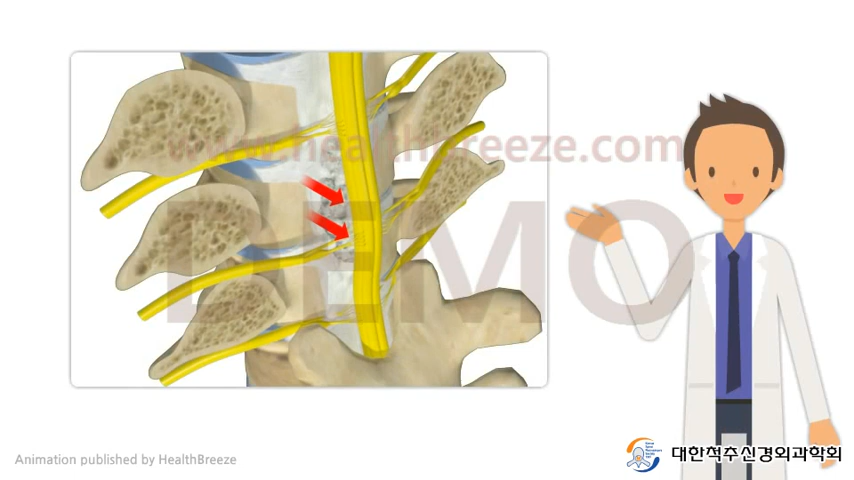 www.healthbreeze.com
DEMO
Animation published by HealthBreeze
대한척추신경외과학회